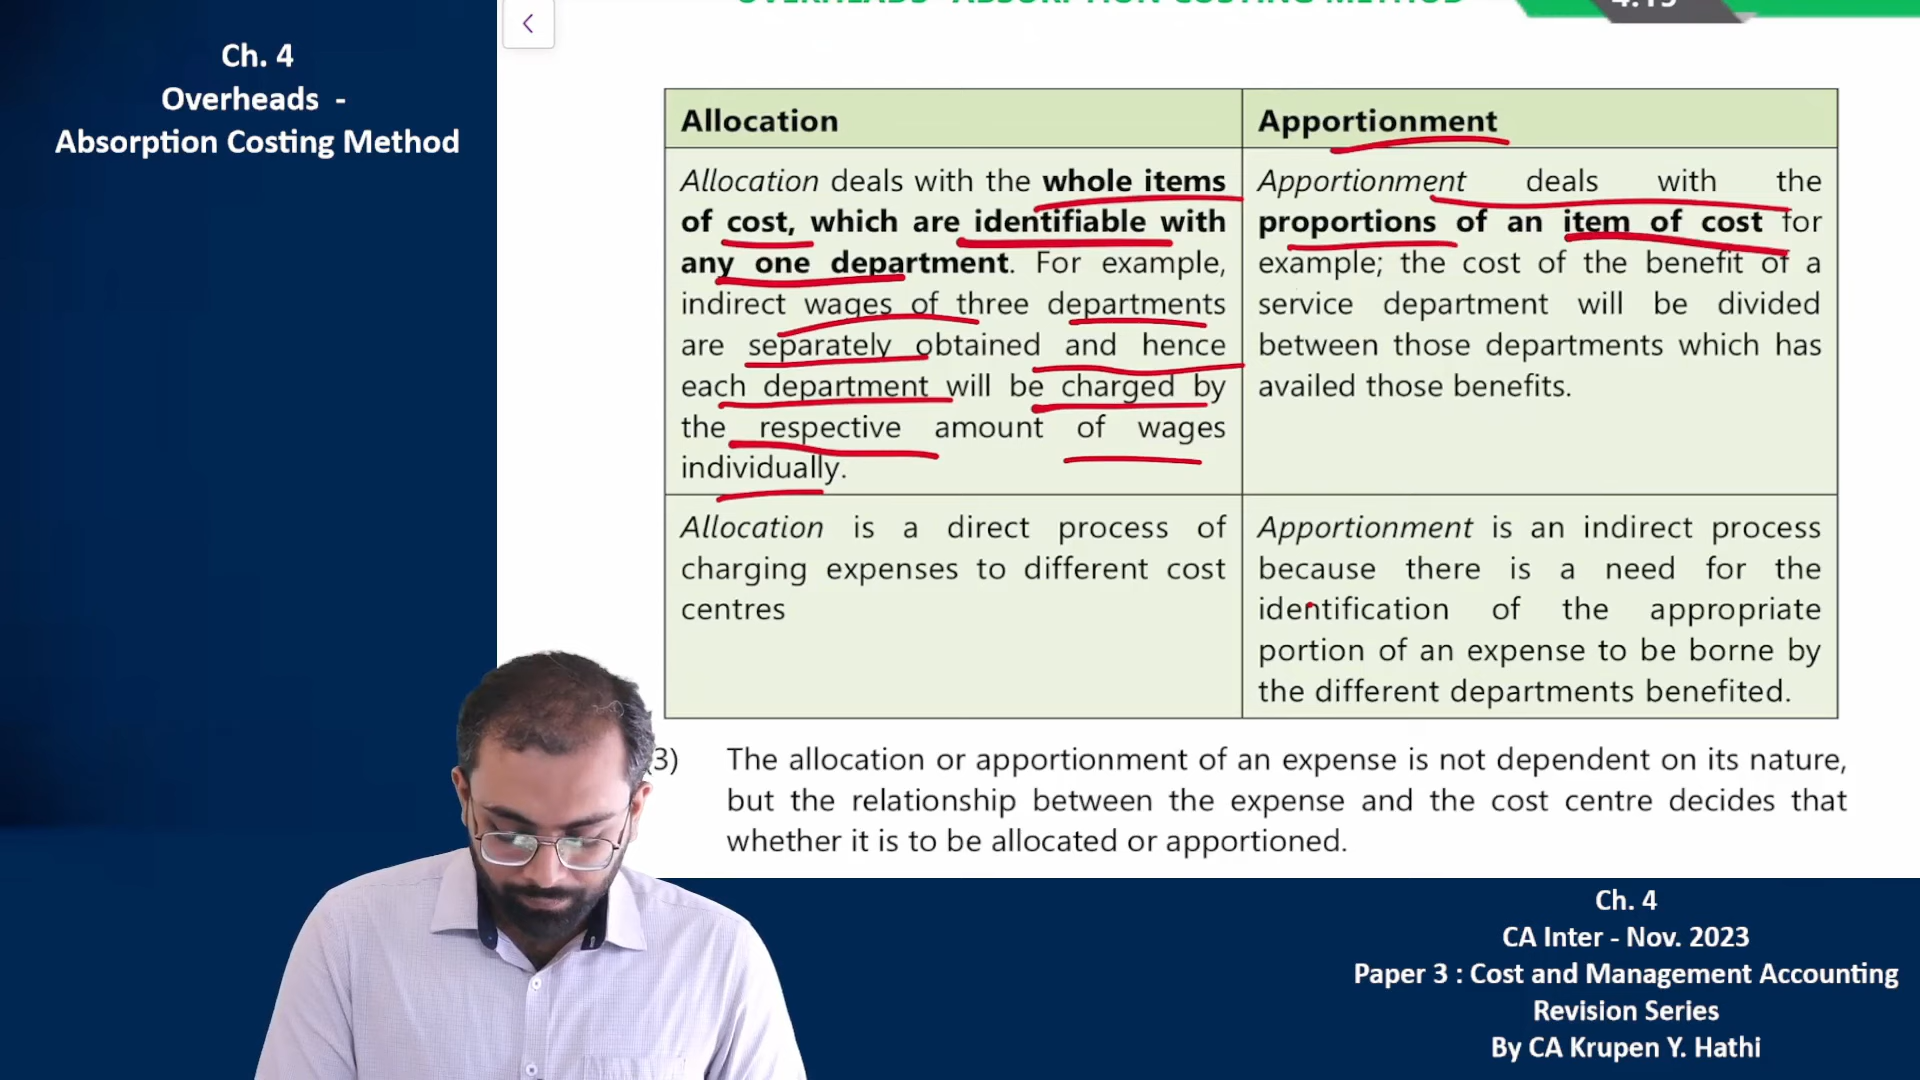 Ch. 4
Overheads -
Absorption Costing Method
OVERHEADS- ABSORPTION COSTING METHOD
4.19
Allocation
Allocation deals with the whole items
of cost, which are identifiable with
any one department. For example,
indirect wages of three departments
are separately obtained and hence
each department will be charged by
the respective amount of wages
individually.
Apportionment
Apportionment deals with the
proportions of an item of cost for
example; the cost of the benefit of a
service department will be divided
between those departments which has
availed those benefits.
Allocation is a direct process of
charging expenses to different cost
centres
Apportionment is an indirect process
because there is a need for the
identification of the appropriate
portion of an expense to be borne by
the different departments benefited.
(3) The allocation or apportionment of an expense is not dependent on its nature,
but the relationship between the expense and the cost centre decides that
whether it is to be allocated or apportioned.
Ch. 4
CA Inter - Nov. 2023
Paper 3 : Cost and Management Accounting
Revision Series
By CA Krupen Y. Hathi